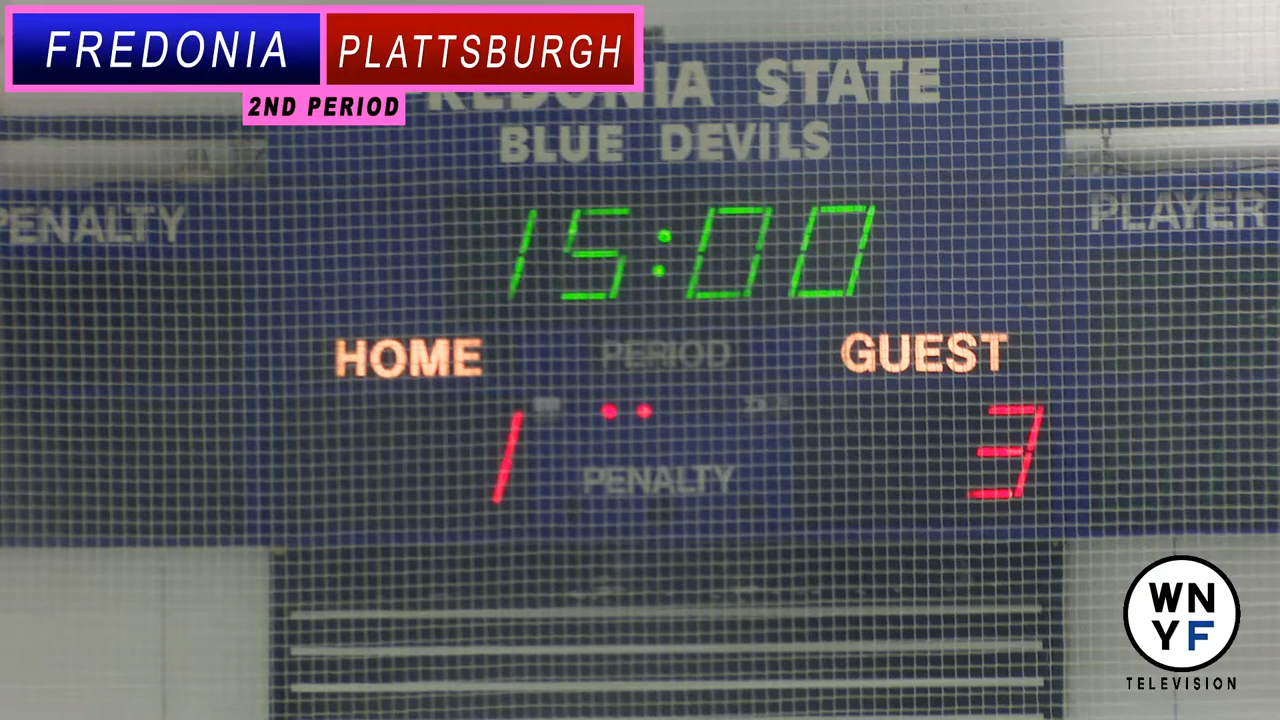 FREDONIA PLATTSBURGH
2ND PERIOD
REDONIA STATE
BLUE DEVILS
PENALTY
PLAYER
15:00
HOME PERIOD GUEST
1 3
PENALTY
WN
YF
TELEVISION